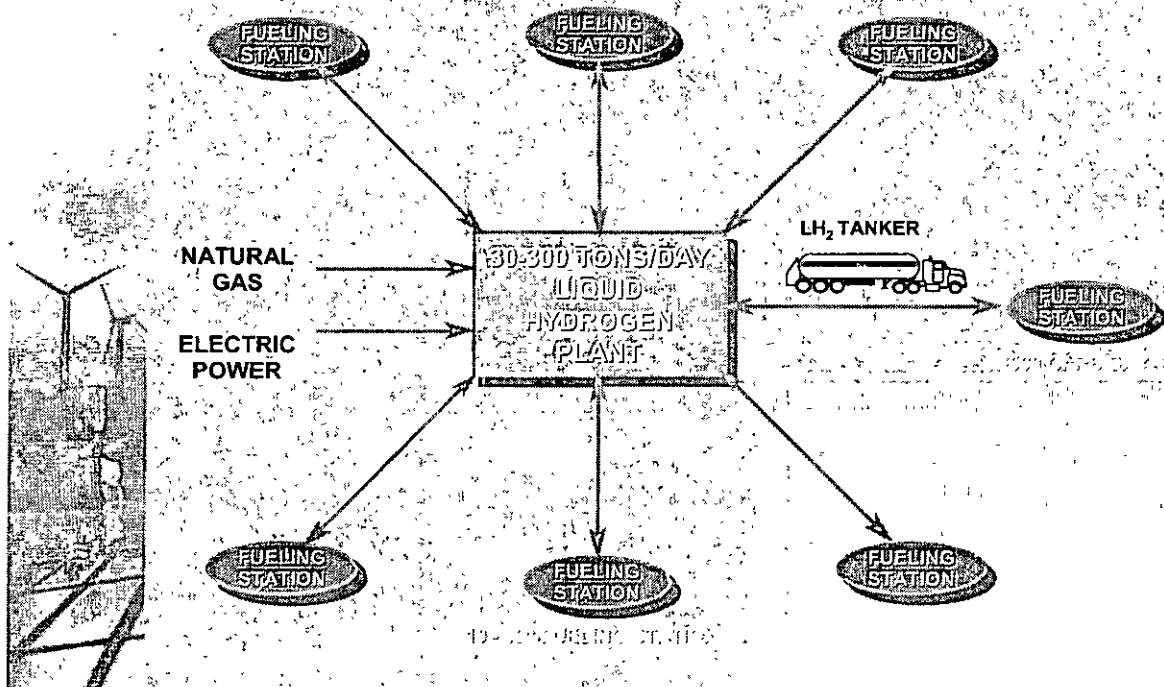 FUELING
STATION
FUELING
STATION
FUELING
STATION
NATURAL
GAS
ELECTRIC
POWER
30-300 TONS/DAY
LIQUID
HYDROGEN
PLANT
LH₂ TANKER
FUELING
STATION
FUELING
STATION
FUELING
STATION
FUELING
STATION